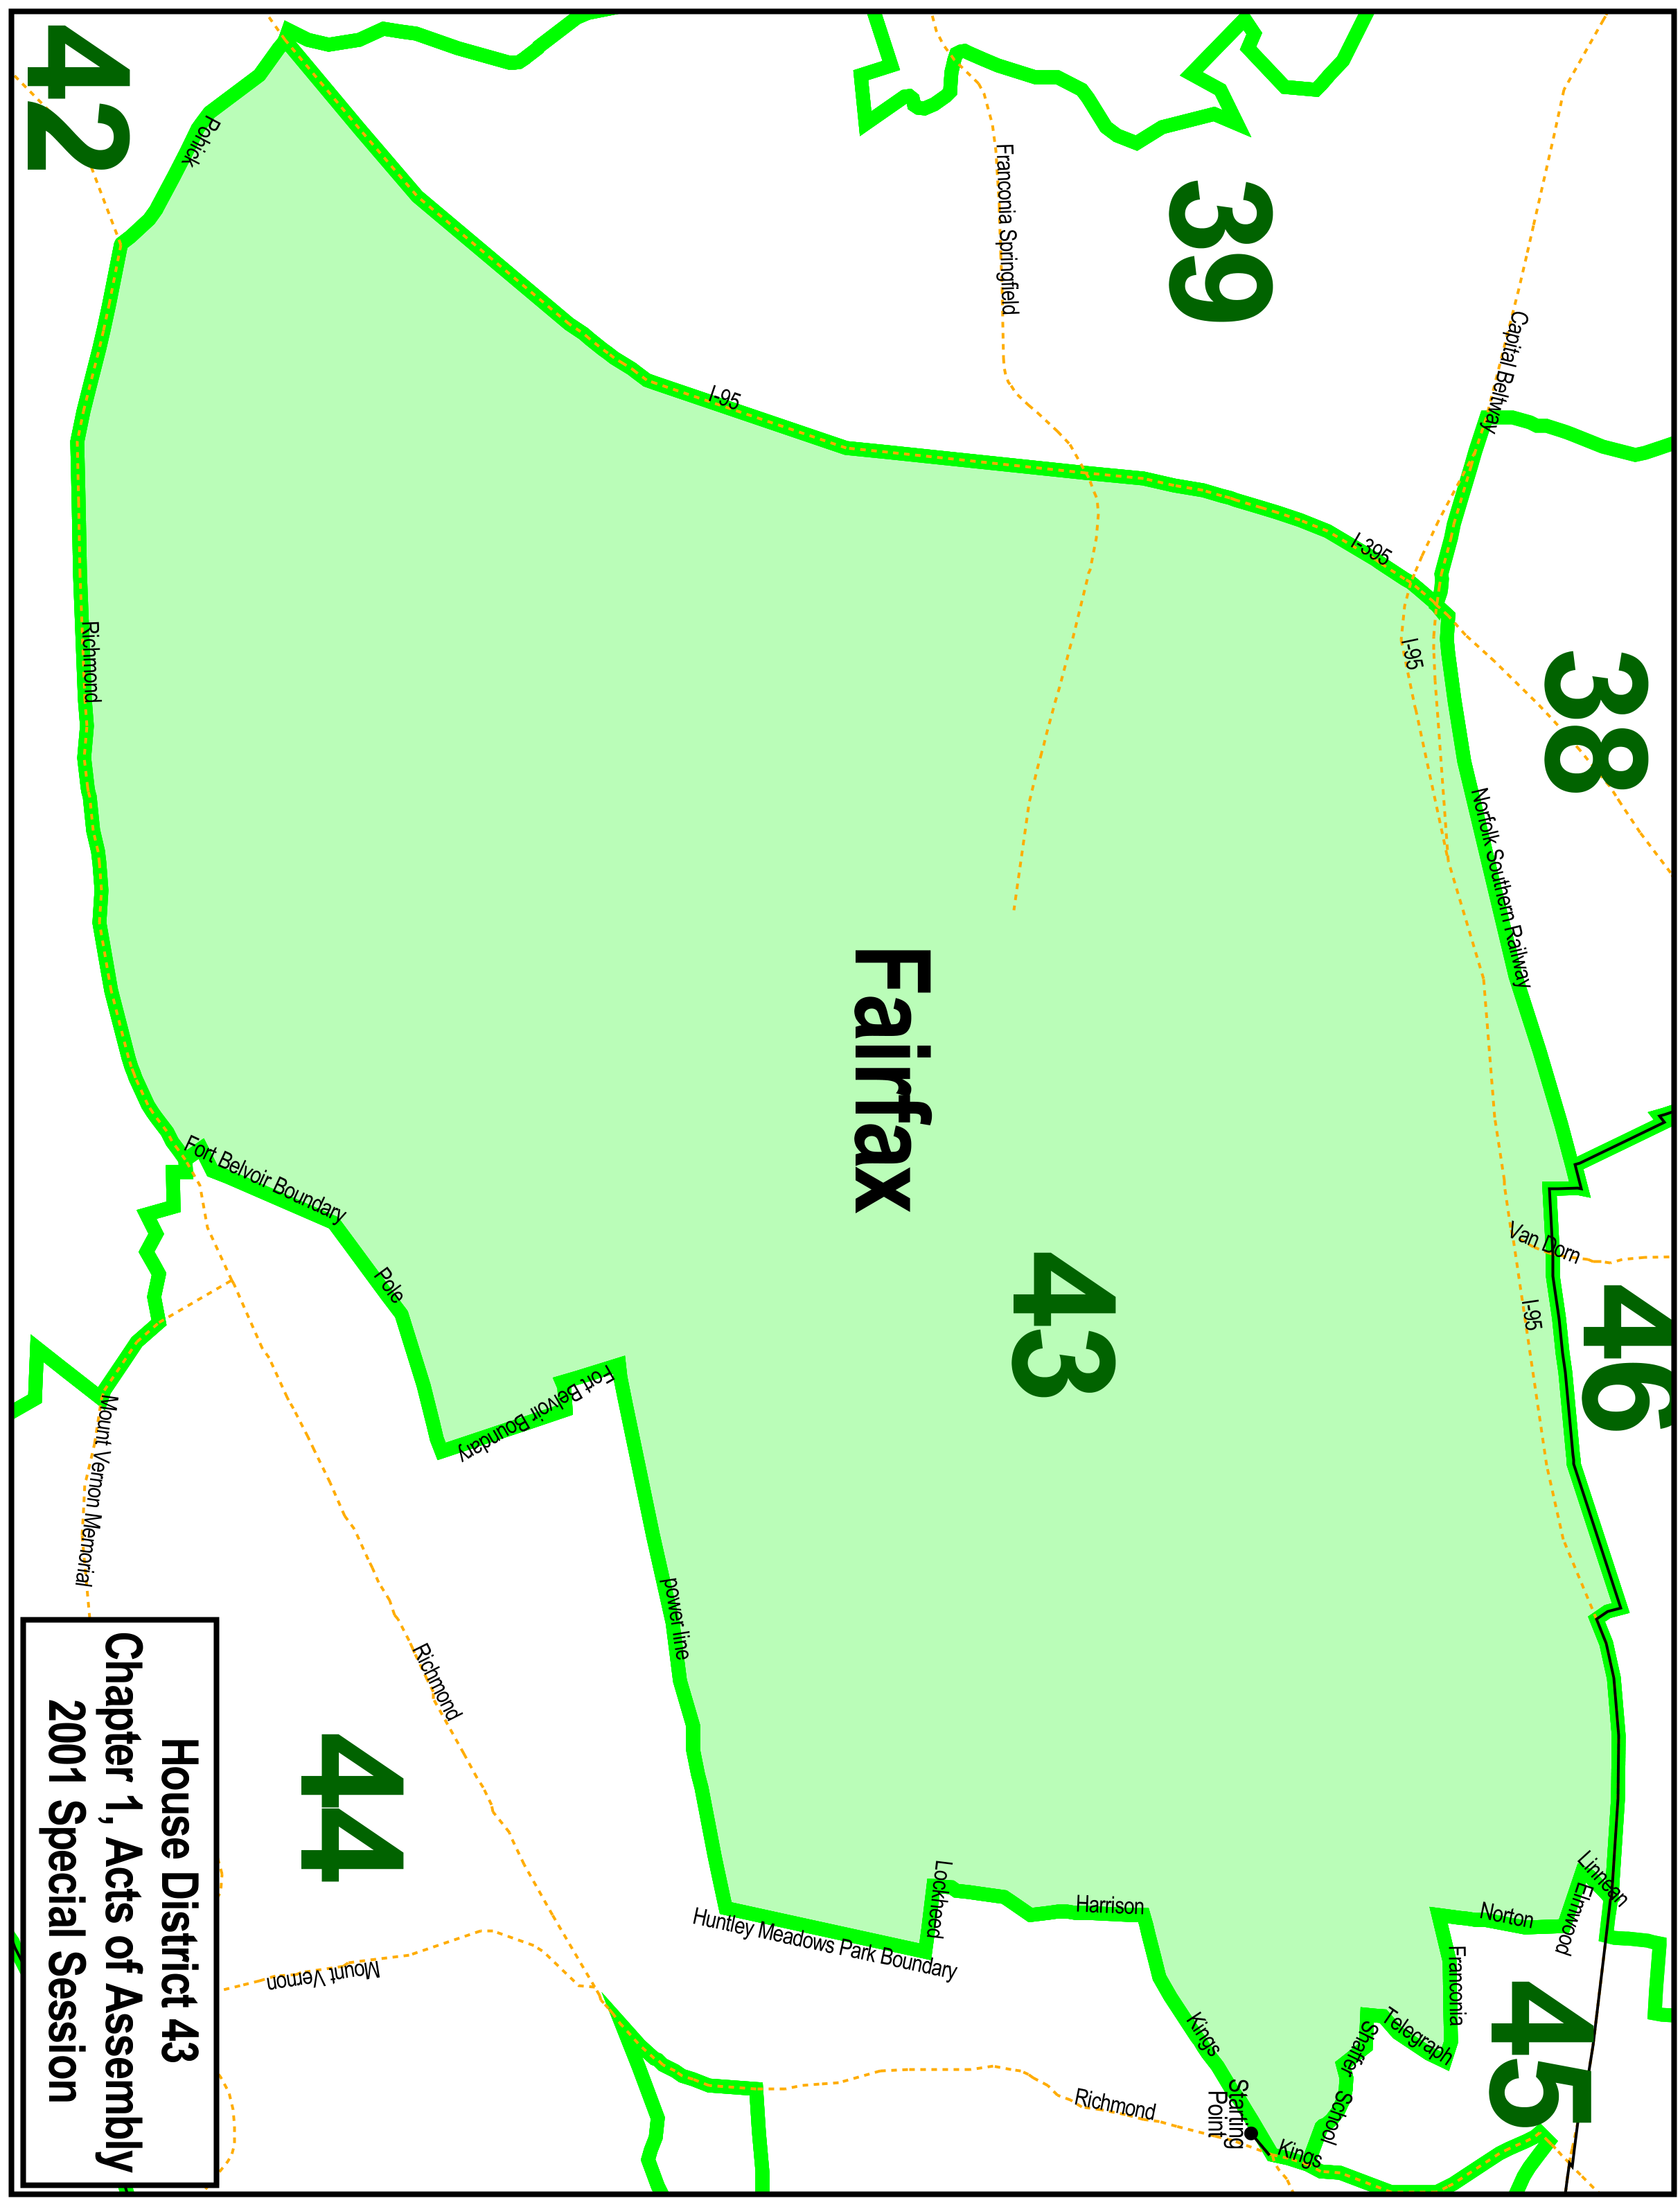 42
39
38
46
45
44
43
Fairfax
Pohick
Franconia Springfield
Capital Beltway
I-95
I-395
I-95
Norfolk Southern Railway
Richmond
Van Dorn
I-95
Fort Belvoir Boundary
Pole
Fort Belvoir Boundary
Mount Vernon Memorial
power line
Richmond
Huntley Meadows Park Boundary
Lockheed
Harrison
Kings
Linnean
Elmwood
Norton
Franconia
Telegraph
Shaffer
School
Kings
Starting
Point
Richmond
Mount Vernon
House District 43
Chapter 1, Acts of Assembly
2001 Special Session